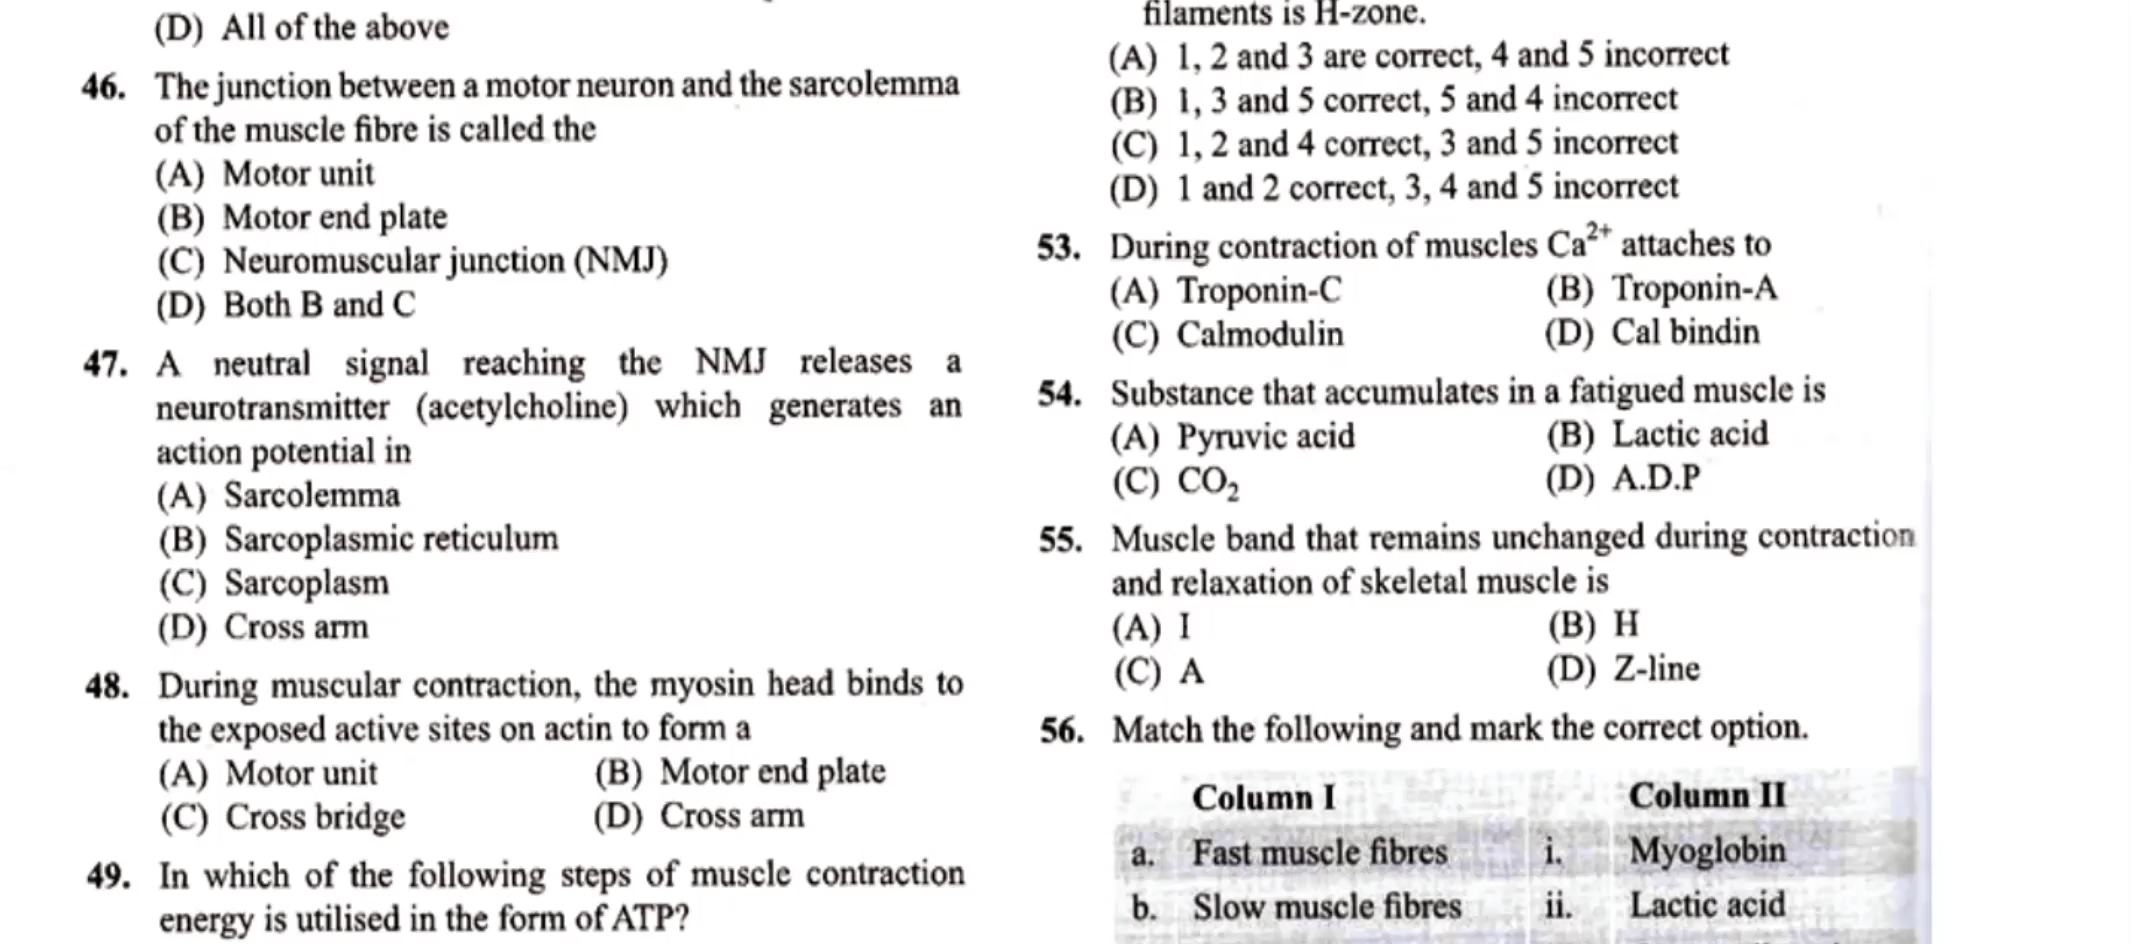 (D) All of the above
46. The junction between a motor neuron and the sarcolemma
of the muscle fibre is called the
(A) Motor unit
(B) Motor end plate
(C) Neuromuscular junction (NMJ)
(D) Both B and C
47. A neutral signal reaching the NMJ releases a
neurotransmitter (acetylcholine) which generates an
action potential in
(A) Sarcolemma
(B) Sarcoplasmic reticulum
(C) Sarcoplasm
(D) Cross arm
48. During muscular contraction, the myosin head binds to
the exposed active sites on actin to form a
(A) Motor unit (B) Motor end plate
(C) Cross bridge (D) Cross arm
49. In which of the following steps of muscle contraction
energy is utilised in the form of ATP?
filaments is H-zone.
(A) 1, 2 and 3 are correct, 4 and 5 incorrect
(B) 1, 3 and 5 correct, 5 and 4 incorrect
(C) 1, 2 and 4 correct, 3 and 5 incorrect
(D) 1 and 2 correct, 3, 4 and 5 incorrect
53. During contraction of muscles Ca²⁺ attaches to
(A) Troponin-C (B) Troponin-A
(C) Calmodulin (D) Cal bindin
54. Substance that accumulates in a fatigued muscle is
(A) Pyruvic acid (B) Lactic acid
(C) CO₂ (D) A.D.P
55. Muscle band that remains unchanged during contraction
and relaxation of skeletal muscle is
(A) I (B) H
(C) A (D) Z-line
56. Match the following and mark the correct option.
Column I Column II
a. Fast muscle fibres i. Myoglobin
b. Slow muscle fibres ii. Lactic acid